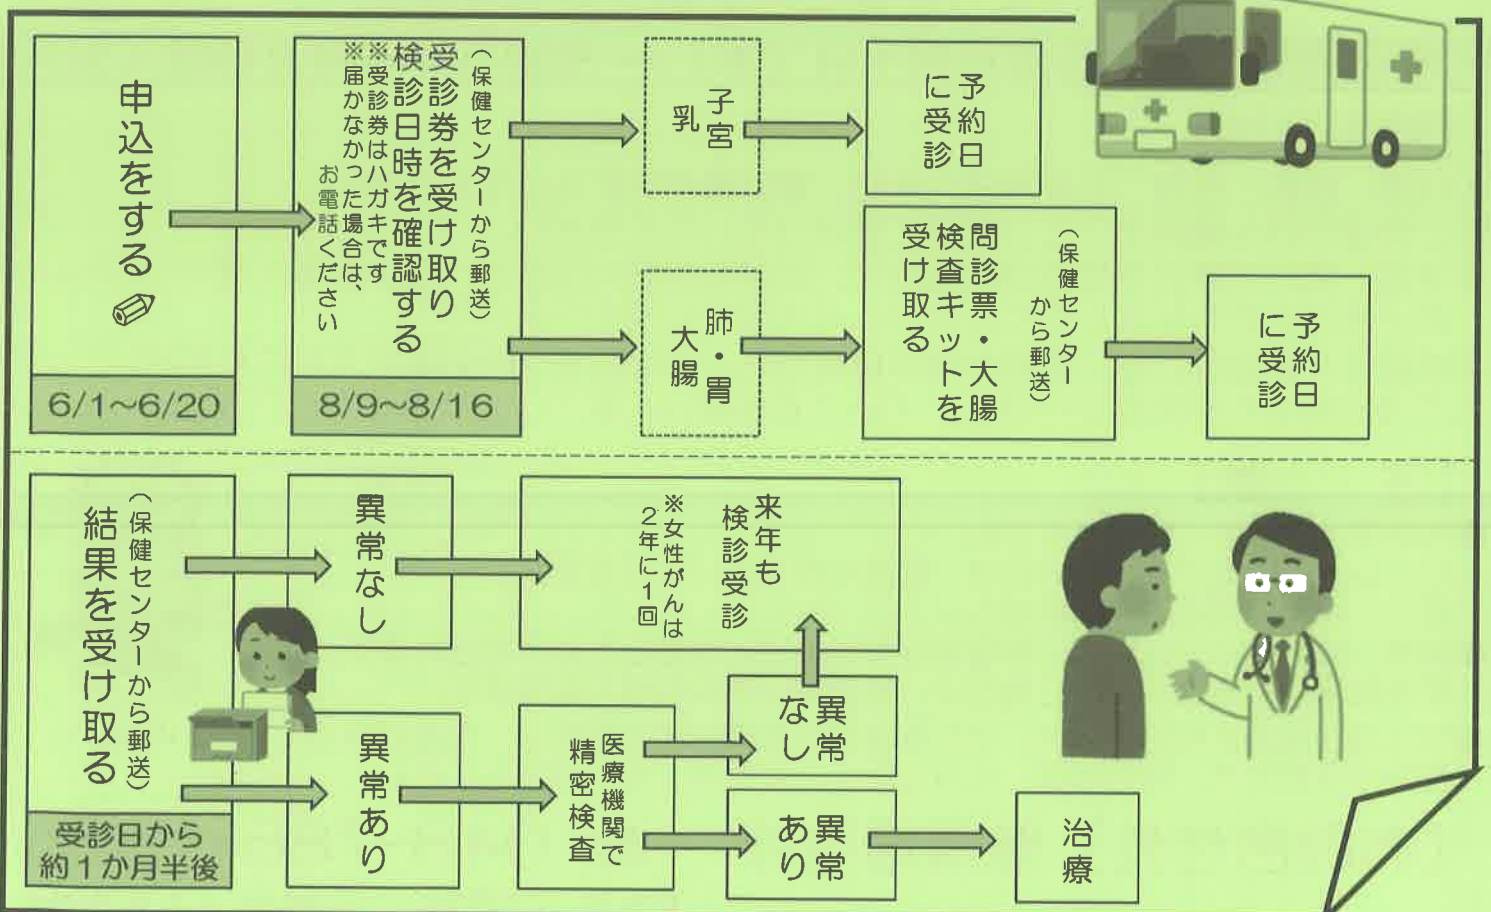 申込をする
6/1~6/20
（保健センターから郵送）
受診券を受け取り
検診日時を確認する
※受診券はハガキです
※届かなかった場合は、
お電話ください
8/9~8/16
子宮
乳
予約日
に受診
肺・胃
大腸
（保健センター
から郵送）
問診票・大腸
検査キットを
受け取る
予約日
に受診
（保健センターから郵送）
結果を受け取る
受診日から
約1か月半後
異常なし
来年も
検診受診
※女性がんは
2年に1回
異常あり
医療機関で
精密検査
異常
なし
異常
あり
治療